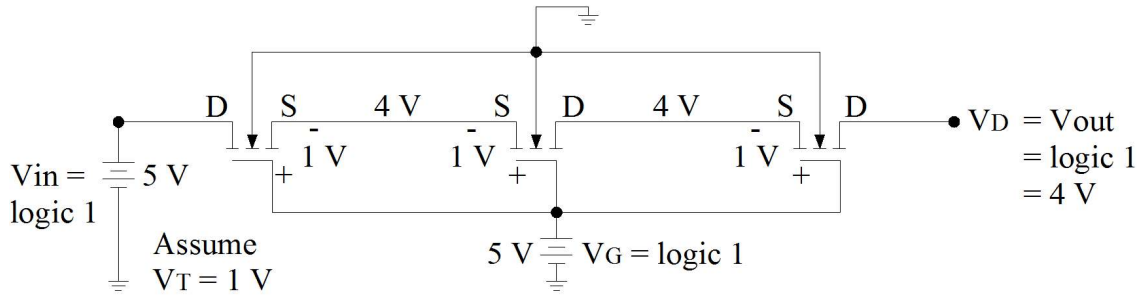 D S 4 V S D 4 V S D
- 1 V + - 1 V + - 1 V +
VD = Vout
= logic 1
= 4 V
Vin =
logic 1
5 V
Assume
VT = 1 V
5 V VG = logic 1